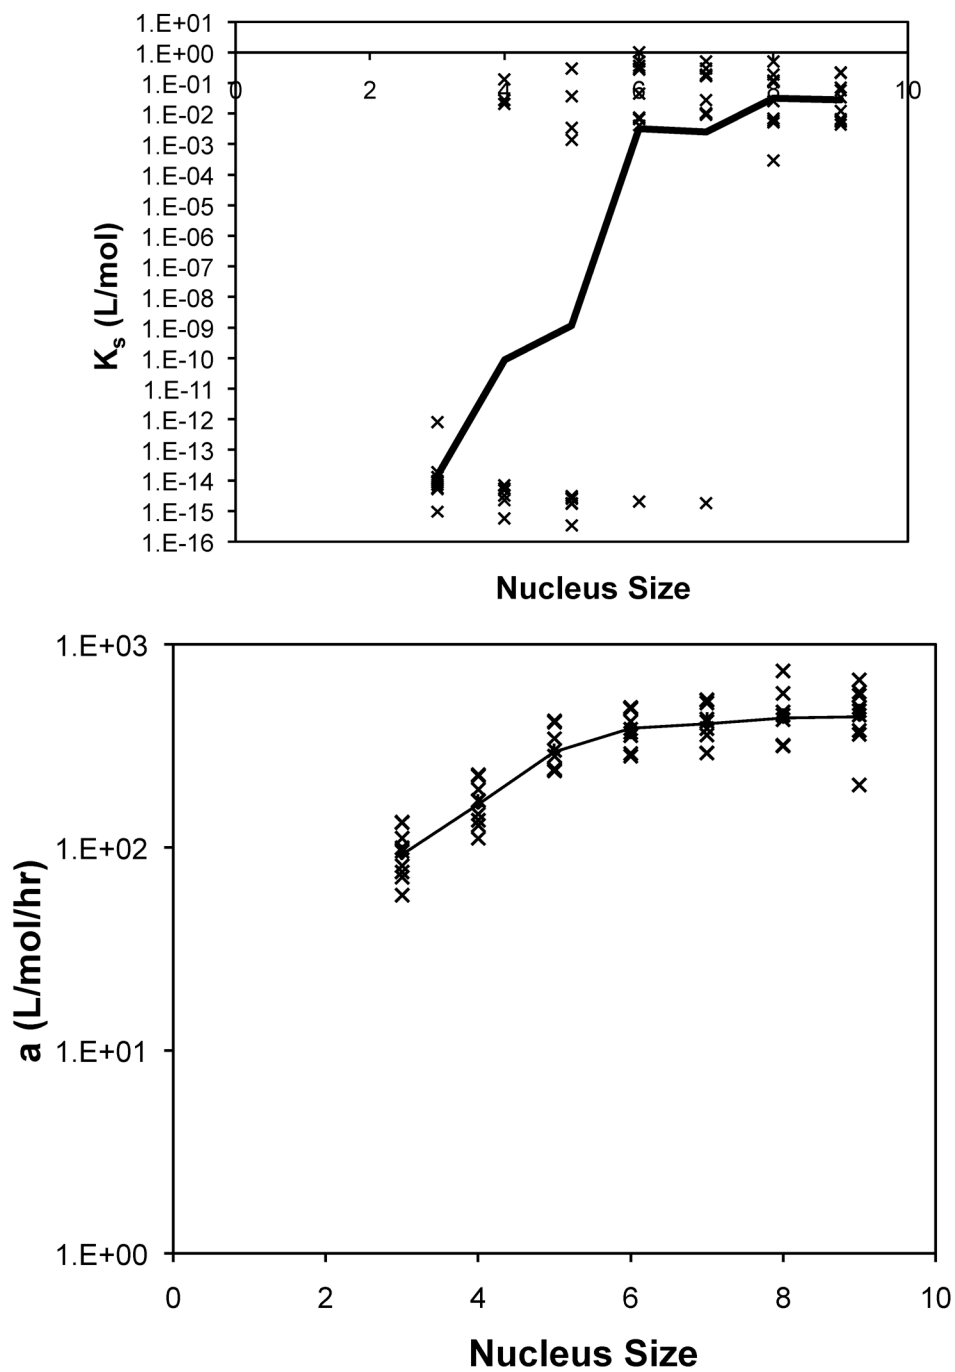 1.E+01
1.E+00
1.E-01
0 2 4 6 8 10
1.E-02
1.E-03
1.E-04
1.E-05
1.E-06
1.E-07
1.E-08
1.E-09
1.E-10
1.E-11
1.E-12
1.E-13
1.E-14
1.E-15
1.E-16
Ks (L/mol)
Nucleus Size
1.E+03
1.E+02
1.E+01
1.E+00
a (L/mol/hr)
0 2 4 6 8 10
Nucleus Size